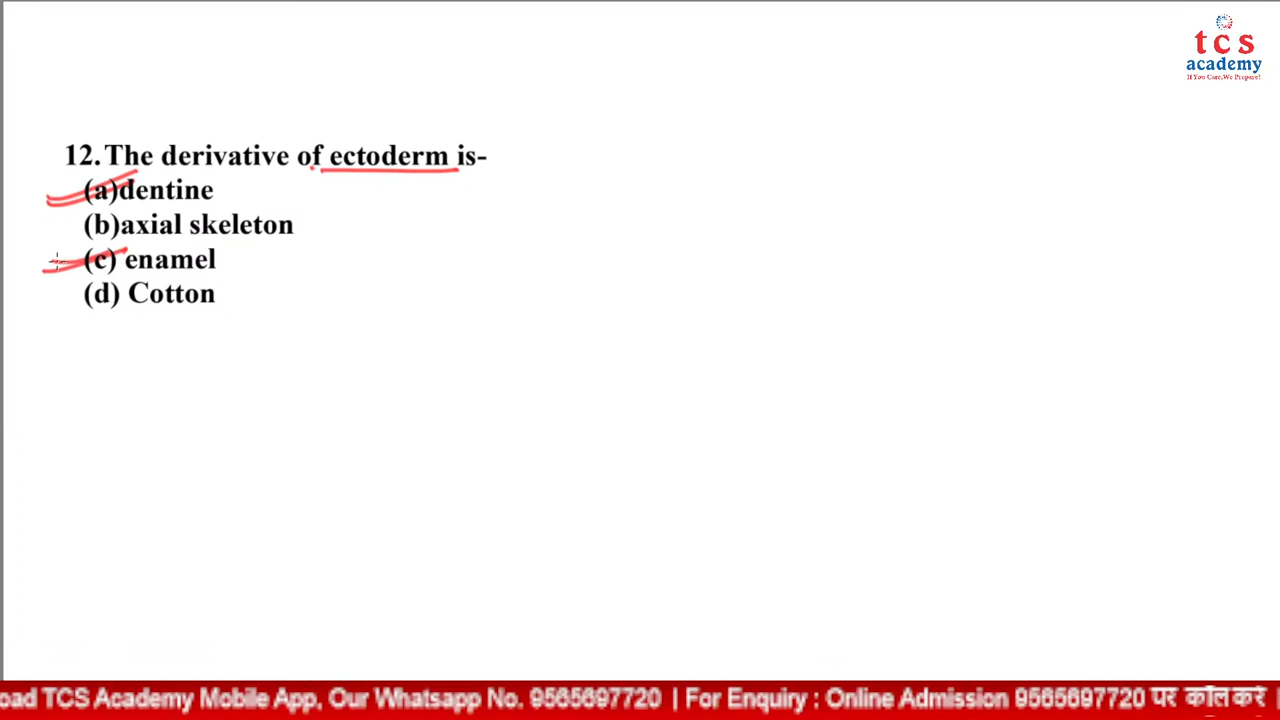 tcs
academy
If You Care,We Prepare!
12.The derivative of ectoderm is-
(a)dentine
(b)axial skeleton
(c) enamel
(d) Cotton
oad TCS Academy Mobile App, Our Whatsapp No. 9565697720 | For Enquiry : Online Admission 9565697720 पर कॉल करें